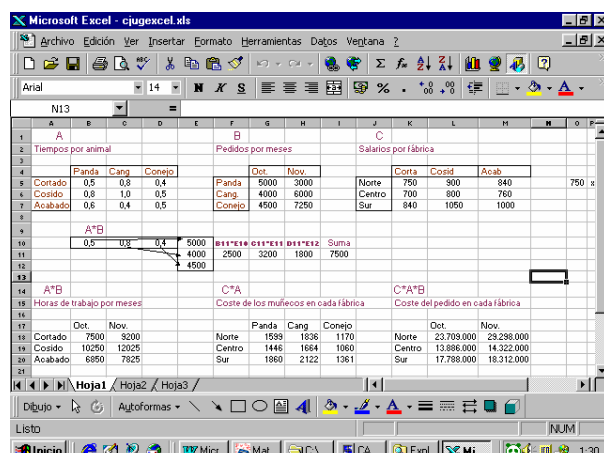 Microsoft Excel - cjugexcel.xls
Archivo Edición Ver Insertar Formato Herramientas Datos Ventana ?
Arial 14 N K S
N13 =
A B C D E F G H I J K L M N O P
1 A B C
2 Tiempos por animal Pedidos por meses Salarios por fábrica
3
4 Panda Cang Conejo Oct. Nov. Corta Cosid Acab
5 Cortado 0,5 0,8 0,4 Panda 5000 3000 Norte 750 900 840 750 x
6 Cosido 0,8 1,0 0,5 Cang. 4000 6000 Centro 700 800 760
7 Acabado 0,6 0,4 0,5 Conejo 4500 7250 Sur 840 1050 1000
8
9 A*B
10 0,5 0,8 0,4 5000 B11*E10 C11*E11 D11*E12 Suma
11 4000 2500 3200 1800 7500
12 4500
13
14 A*B C*A C*A*B
15 Horas de trabajo por meses Coste de los muñecos en cada fábrica Coste del pedido en cada fábrica
16
17 Oct. Nov. Panda Cang Conejo Oct. Nov.
18 Cortado 7500 9200 Norte 1599 1836 1170 Norte 23.709.000 29.298.000
19 Cosido 10250 12025 Centro 1446 1664 1060 Centro 13.886.000 14.322.000
20 Acabado 6850 7825 Sur 1860 2122 1361 Sur 17.788.000 18.312.000
21
Hoja1 Hoja2 Hoja3
Dibujo Autoformas
Listo NUM
Inicio Micr. Mat C:\ CA Expl Mi 1:30